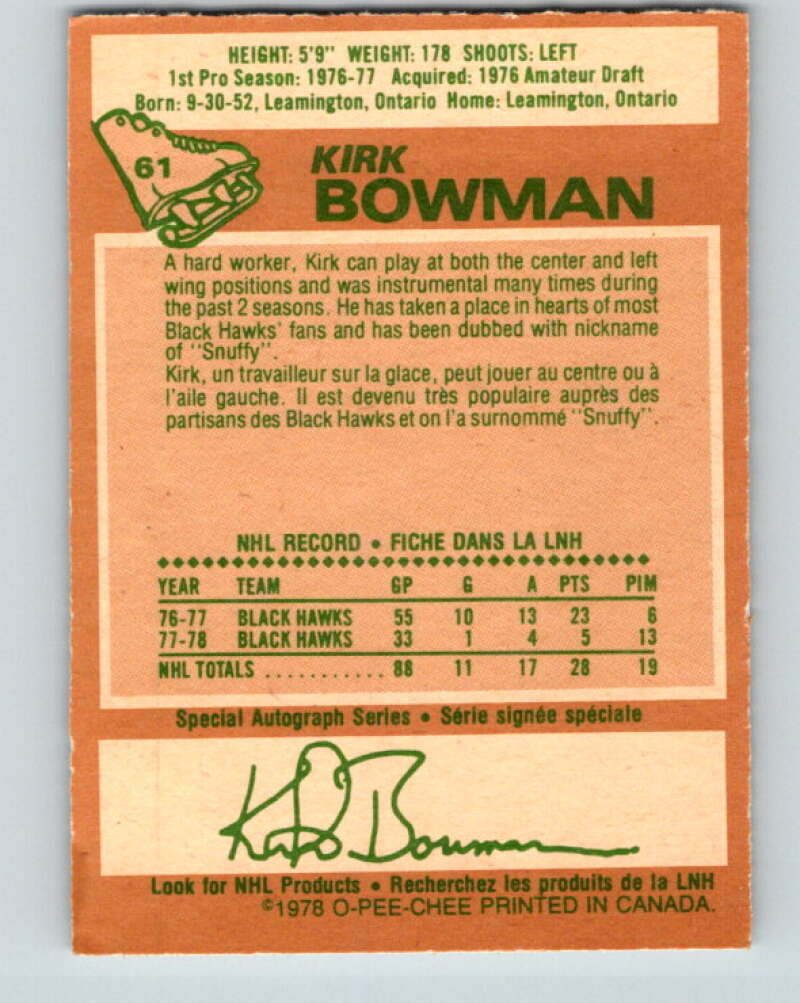 HEIGHT: 5'9" WEIGHT: 178 SHOOTS: LEFT
1st Pro Season: 1976-77 Acquired: 1976 Amateur Draft
Born: 9-30-52, Leamington, Ontario Home: Leamington, Ontario
61
KIRK
BOWMAN
A hard worker, Kirk can play at both the center and left
wing positions and was instrumental many times during
the past 2 seasons. He has taken a place in hearts of most
Black Hawks' fans and has been dubbed with nickname
of "Snuffy".
Kirk, un travailleur sur la glace, peut jouer au centre ou à
l'aile gauche. Il est devenu très populaire auprès des
partisans des Black Hawks et on l'a surnommé "Snuffy".
NHL RECORD • FICHE DANS LA LNH
YEAR TEAM GP G A PTS PIM
76-77 BLACK HAWKS 55 10 13 23 6
77-78 BLACK HAWKS 33 1 4 5 13
NHL TOTALS ........... 88 11 17 28 19
Special Autograph Series • Série signée spéciale
Kirk Bowman
Look for NHL Products • Recherchez les produits de la LNH
©1978 O-PEE-CHEE PRINTED IN CANADA.